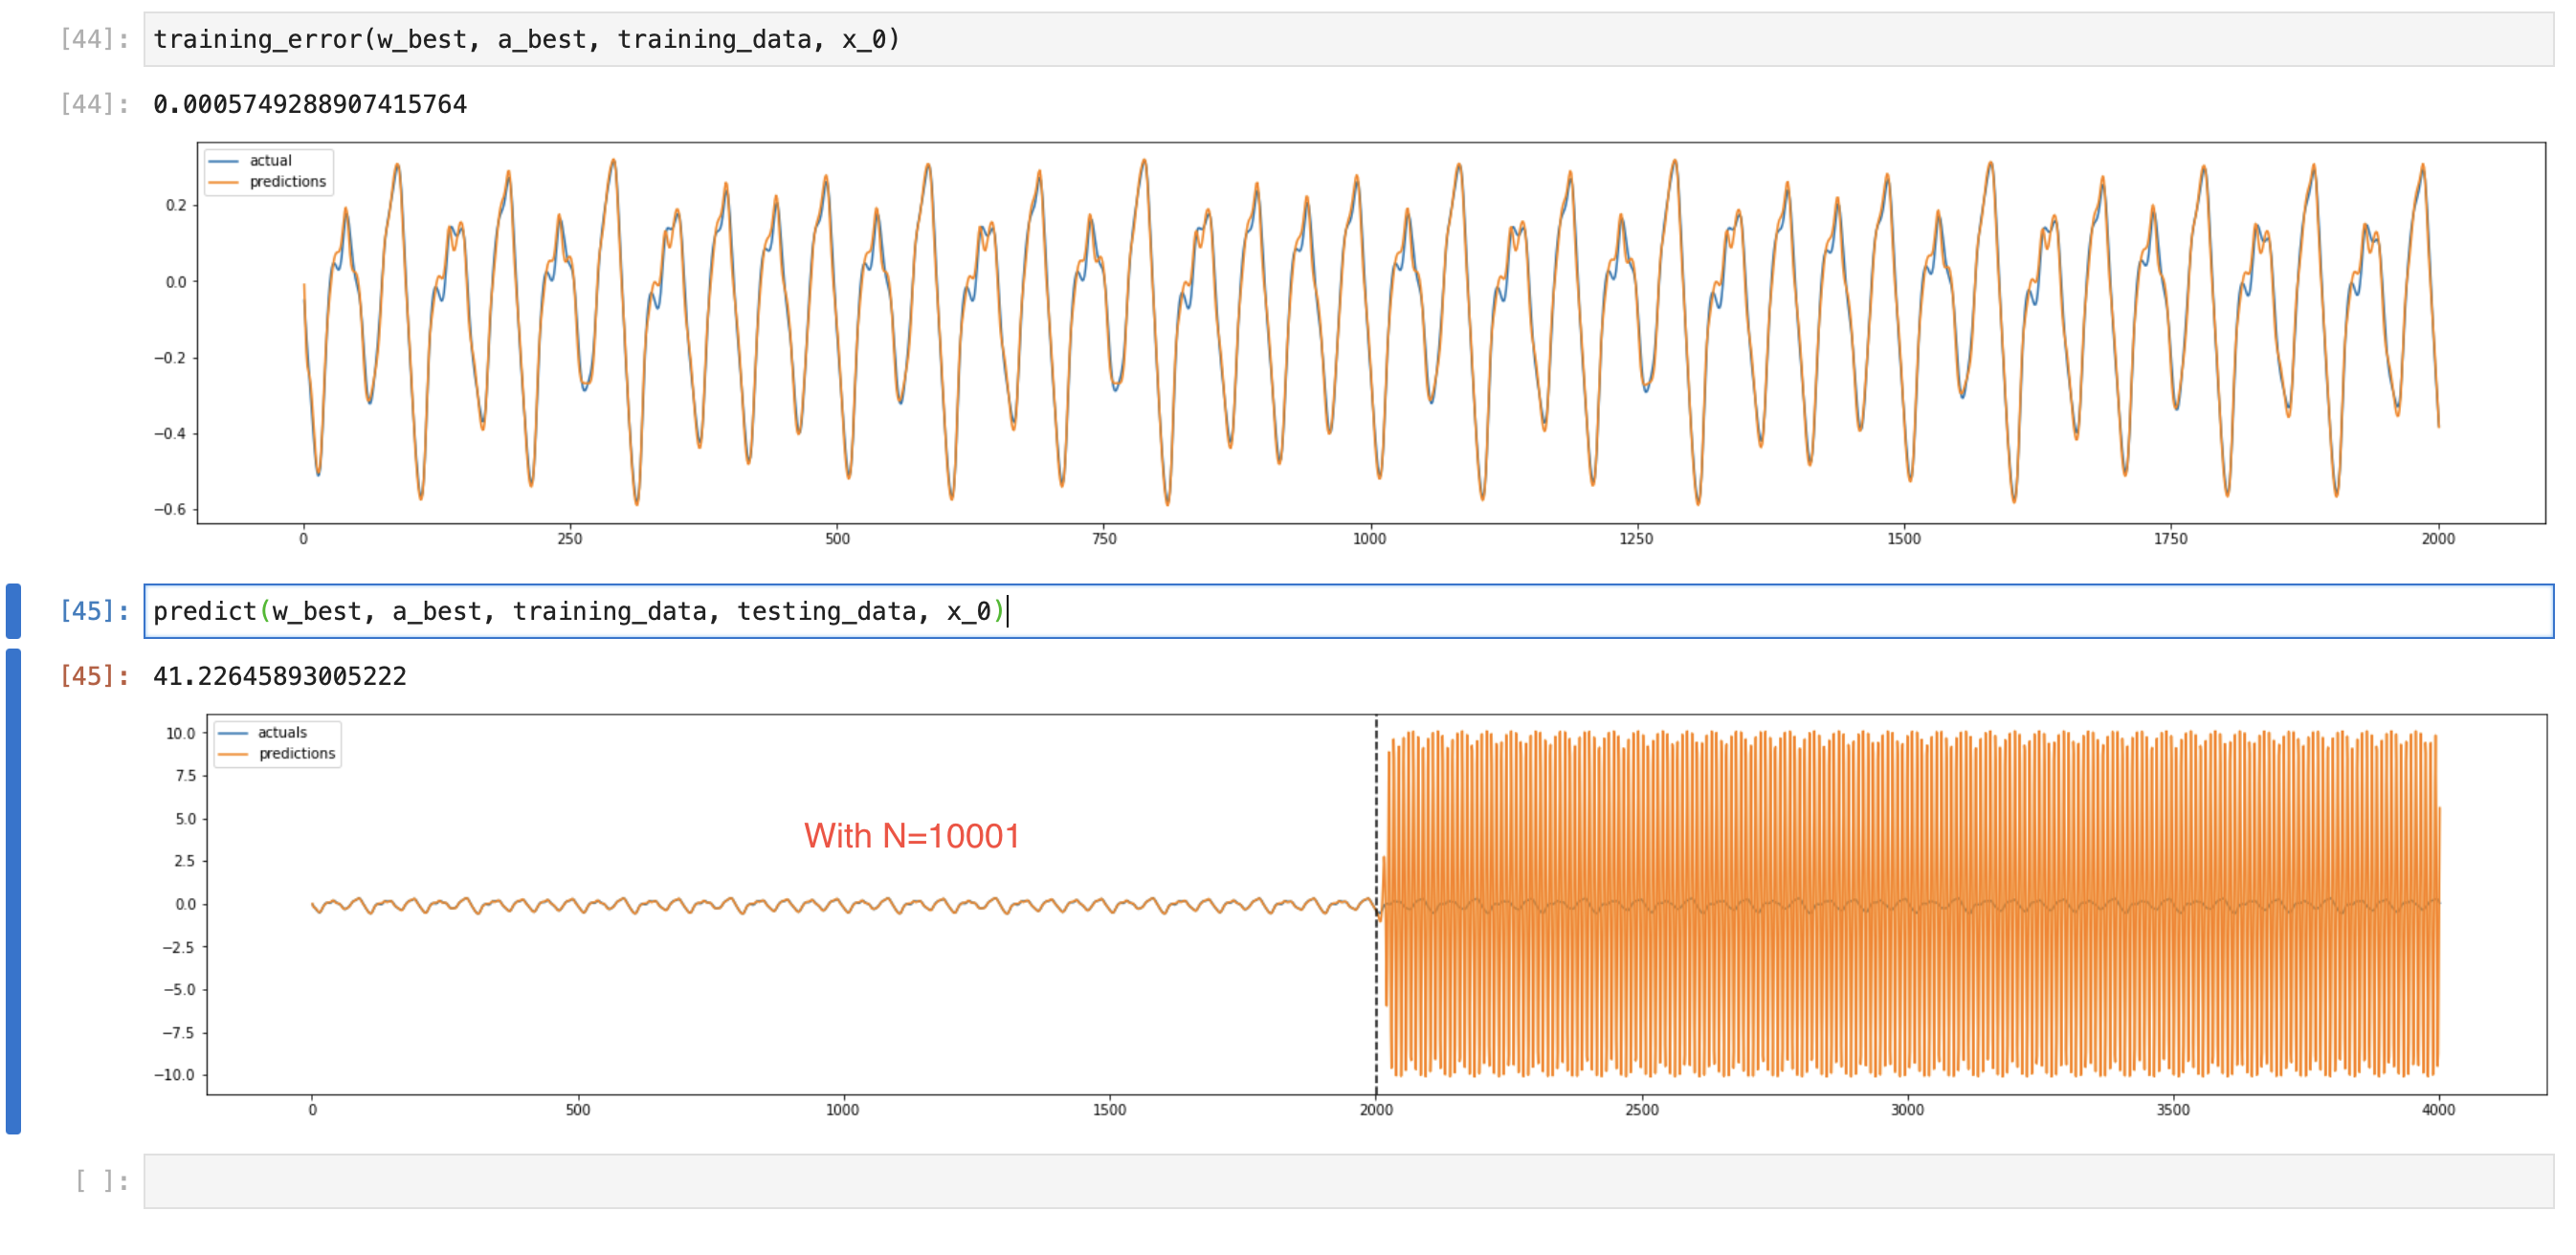 [44]: training_error(w_best, a_best, training_data, x_0)
[44]: 0.0005749288907415764
actual
predictions
0.2
0.0
−0.2
−0.4
−0.6
0 250 500 750 1000 1250 1500 1750 2000
[45]: predict(w_best, a_best, training_data, testing_data, x_0)
[45]: 41.22645893005222
actuals
predictions
10.0
7.5
5.0
With N=10001
2.5
0.0
−2.5
−5.0
−7.5
−10.0
0 500 1000 1500 2000 2500 3000 3500 4000
[ ]: